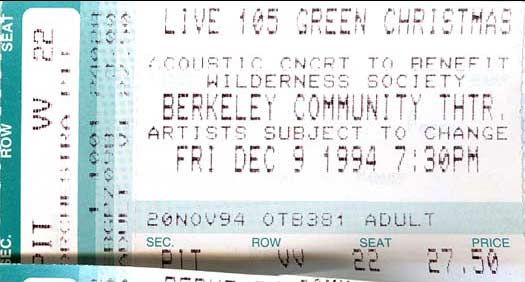 LIVE 105 GREEN CHRISTMAS
ACOUSTIC CNCRT TO BENEFIT
WILDERNESS SOCIETY
BERKELEY COMMUNITY THTR.
ARTISTS SUBJECT TO CHANGE
FRI DEC 9 1994 7:30PM
20NOV94 OTB381 ADULT
SEC. ROW SEAT PRICE
PIT VV 22 27.50
SEC. ROW SEAT
PIT VV 22